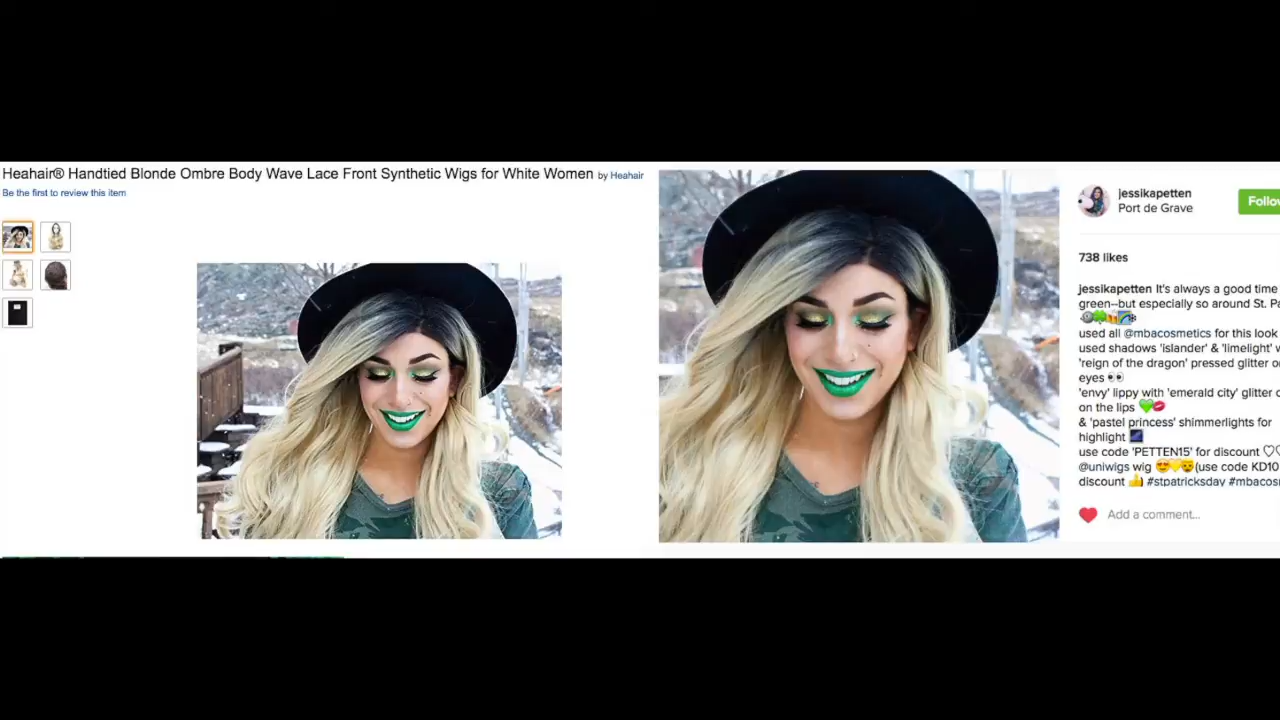 Heahair® Handtied Blonde Ombre Body Wave Lace Front Synthetic Wigs for White Women by Heahair
Be the first to review this item
jessikapetten
Port de Grave
Follow
738 likes
jessikapetten It's always a good time
green--but especially so around St. Pa
used all @mbacosmetics for this look
used shadows 'islander' & 'limelight' w
'reign of the dragon' pressed glitter on
eyes 👀
'envy' lippy with 'emerald city' glitter o
on the lips 💚💋
& 'pastel princess' shimmerlights for
highlight 🌌
use code 'PETTEN15' for discount ♡♡
@uniwigs wig 😍💛😻(use code KD10
discount 👍) #stpatricksday #mbacosm
Add a comment...